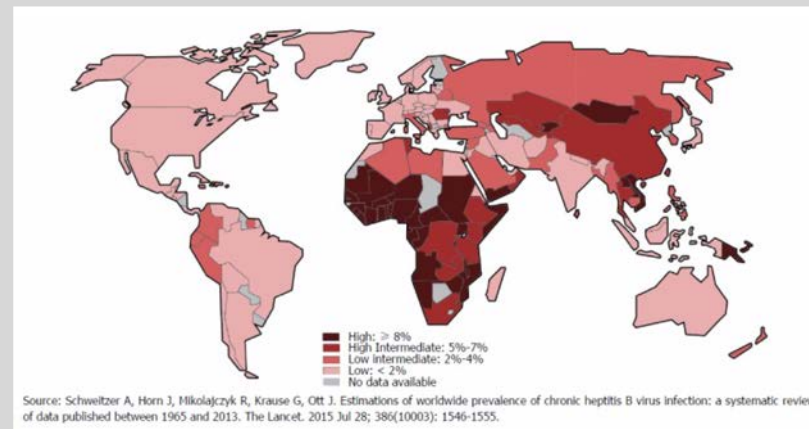 High: ⩾ 8%
High Intermediate: 5%-7%
Low intermediate: 2%-4%
Low: < 2%
No data available
Source: Schweitzer A, Horn J, Mikolajczyk R, Krause G, Ott J. Estimations of worldwide prevalence of chronic heptitis B virus infection: a systematic review
of data published between 1965 and 2013. The Lancet. 2015 Jul 28; 386(10003): 1546-1555.